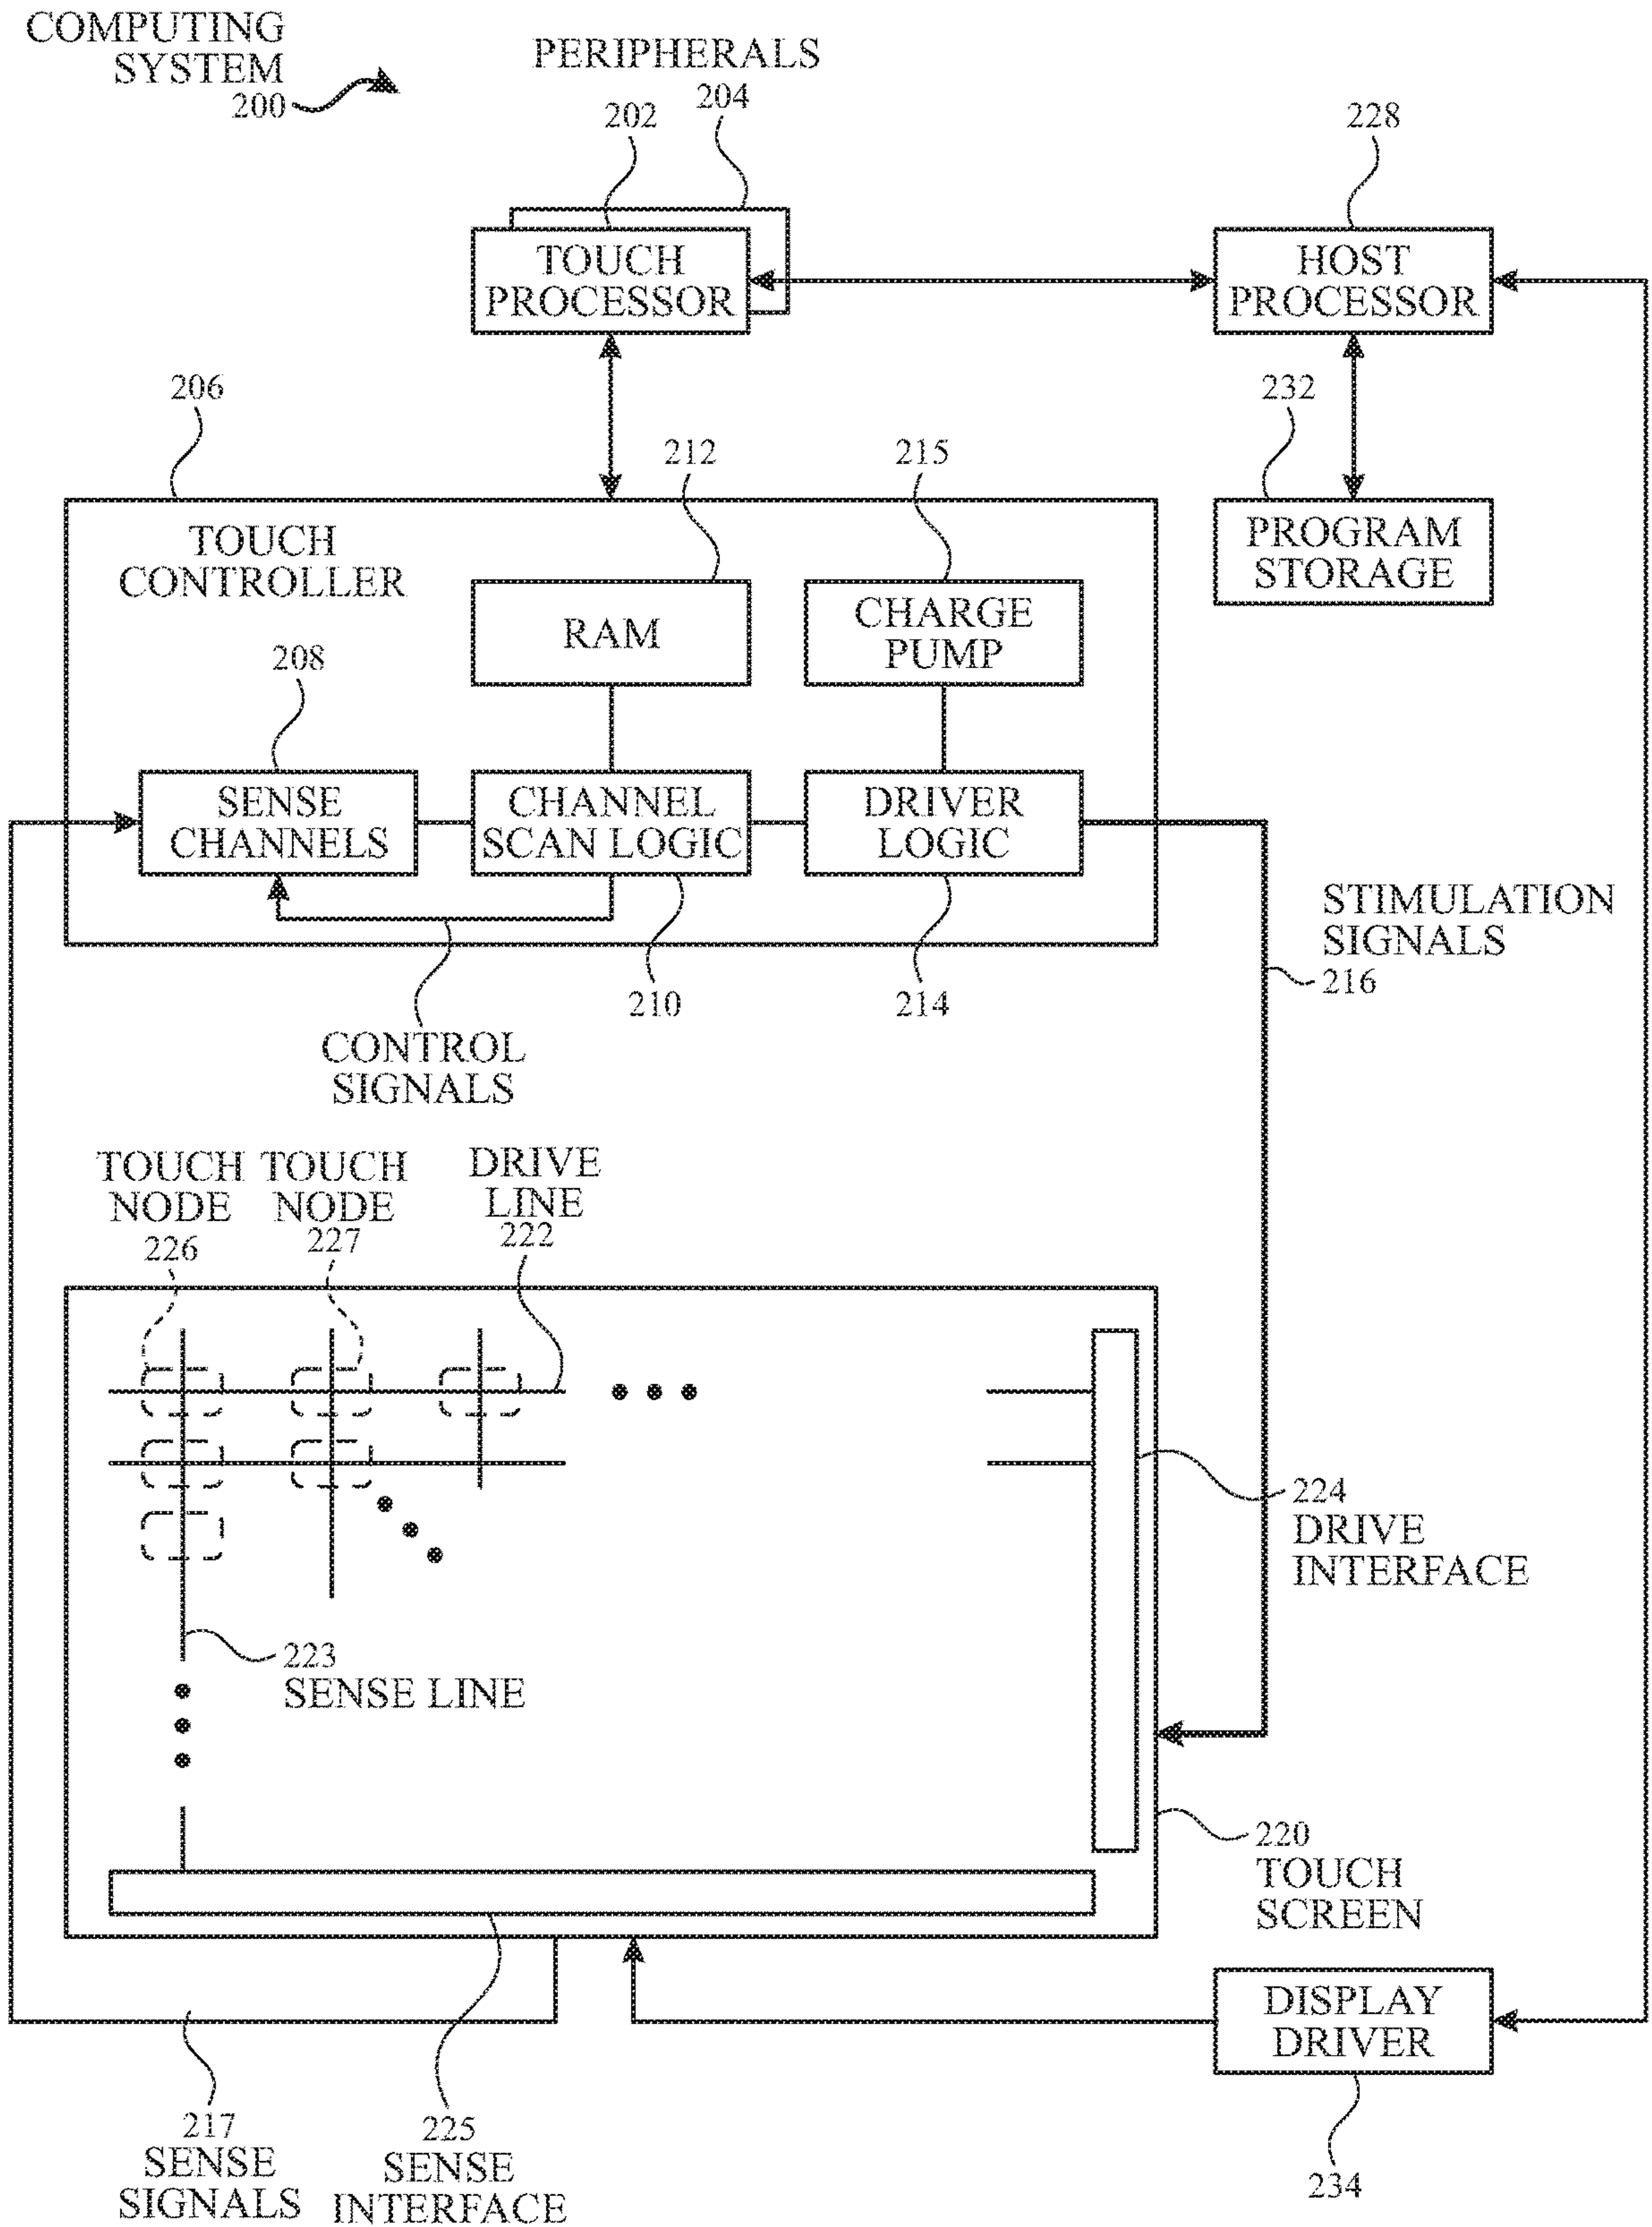 COMPUTING
SYSTEM
200
PERIPHERALS
204
202
228
TOUCH
PROCESSOR
HOST
PROCESSOR
206
212
215
232
TOUCH
CONTROLLER
RAM
CHARGE
PUMP
PROGRAM
STORAGE
208
SENSE
CHANNELS
CHANNEL
SCAN LOGIC
DRIVER
LOGIC
STIMULATION
SIGNALS
216
210
214
CONTROL
SIGNALS
TOUCH
NODE
226
TOUCH
NODE
227
DRIVE
LINE
222
224
DRIVE
INTERFACE
223
SENSE LINE
220
TOUCH
SCREEN
DISPLAY
DRIVER
217
SENSE
SIGNALS
225
SENSE
INTERFACE
234